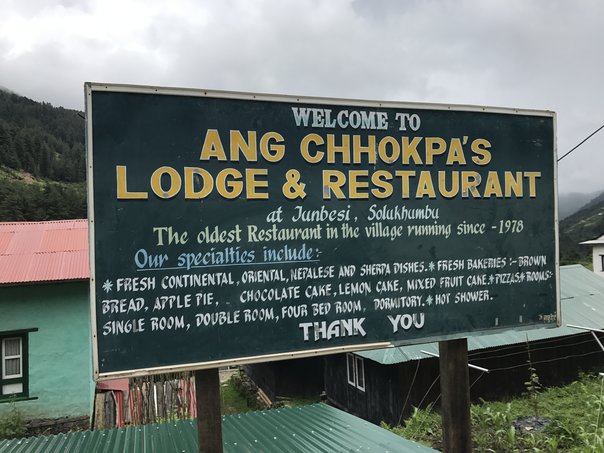 WELCOME TO
ANG CHHOKPA'S
LODGE & RESTAURANT
at Junbesi, Solukhumbu
The oldest Restaurant in the village running since - 1978
Our specialties include:-
* FRESH CONTINENTAL, ORIENTAL, NEPALESE AND SHERPA DISHES. * FRESH BAKERIES :- BROWN
BREAD, APPLE PIE, CHOCOLATE CAKE, LEMON CAKE, MIXED FRUIT CAKE. * PIZZAS. * ROOMS:-
SINGLE ROOM, DOUBLE ROOM, FOUR BED ROOM, DORMITORY. * HOT SHOWER.
THANK YOU